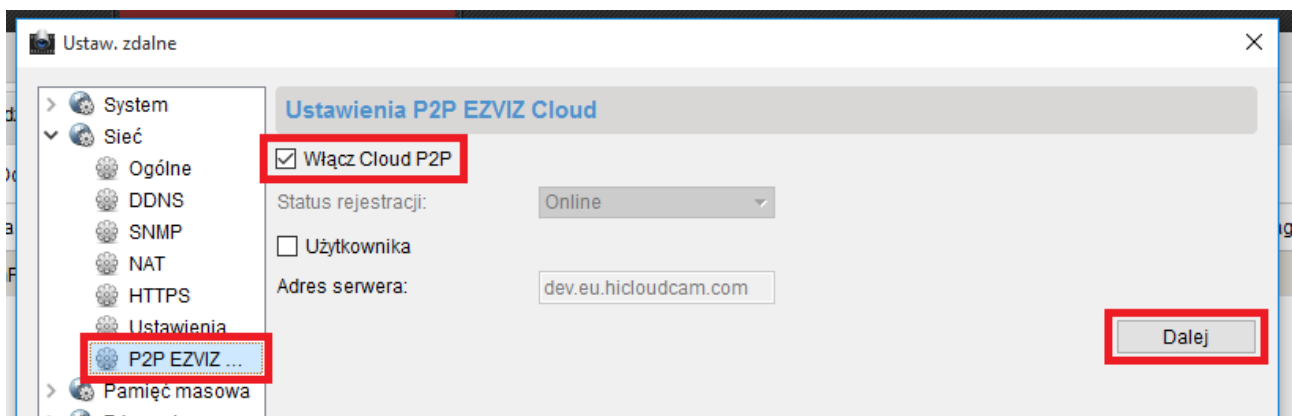 Ustaw. zdalne
System
Sieć
Ogólne
DDNS
SNMP
NAT
HTTPS
Ustawienia
P2P EZVIZ ...
Pamięć masowa
Ustawienia P2P EZVIZ Cloud
Włącz Cloud P2P
Status rejestracji: Online
Użytkownika
Adres serwera: dev.eu.hicloudcam.com
Dalej